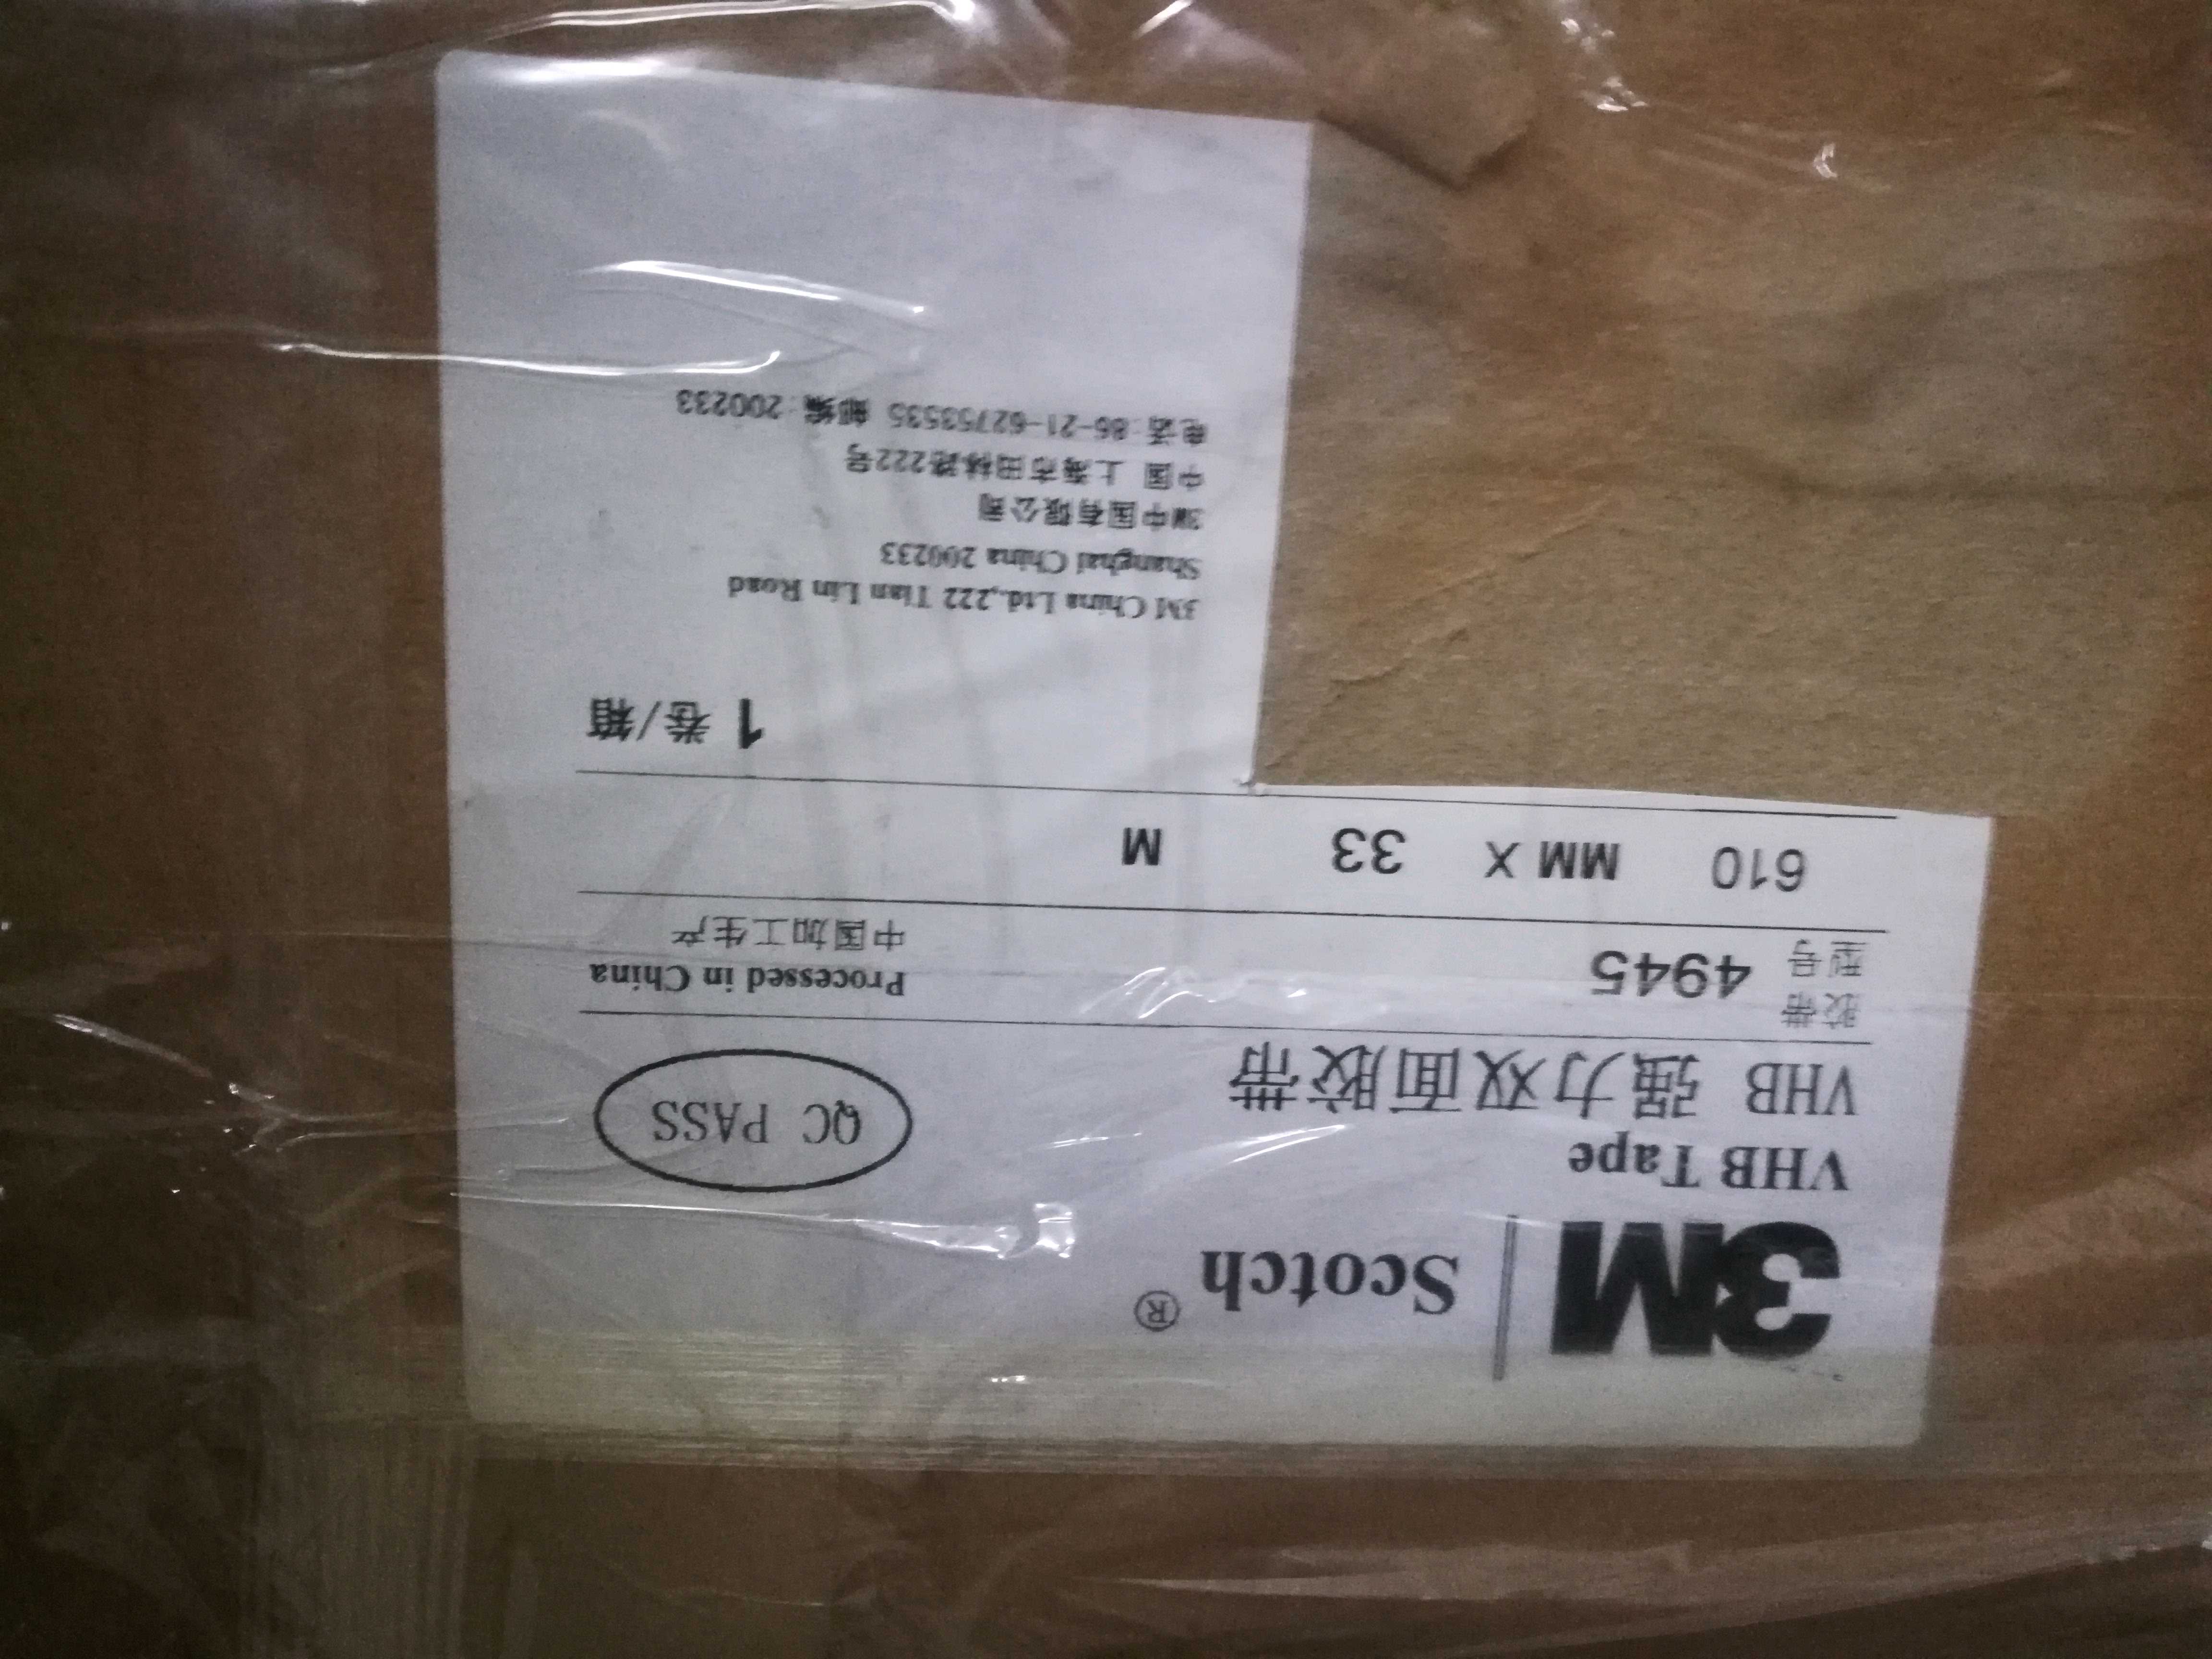 3M Scotch®
VHB Tape
VHB 强力双面胶带
QC PASS
胶带型号 4945
Processed in China
中国加工生产
610 MM X 33 M
1 卷/箱
3M China Ltd.,222 Tian Lin Road
Shanghai China 200233
3M中国有限公司
中国 上海市田林路222号
电话:86-21-62753535 邮编:200233